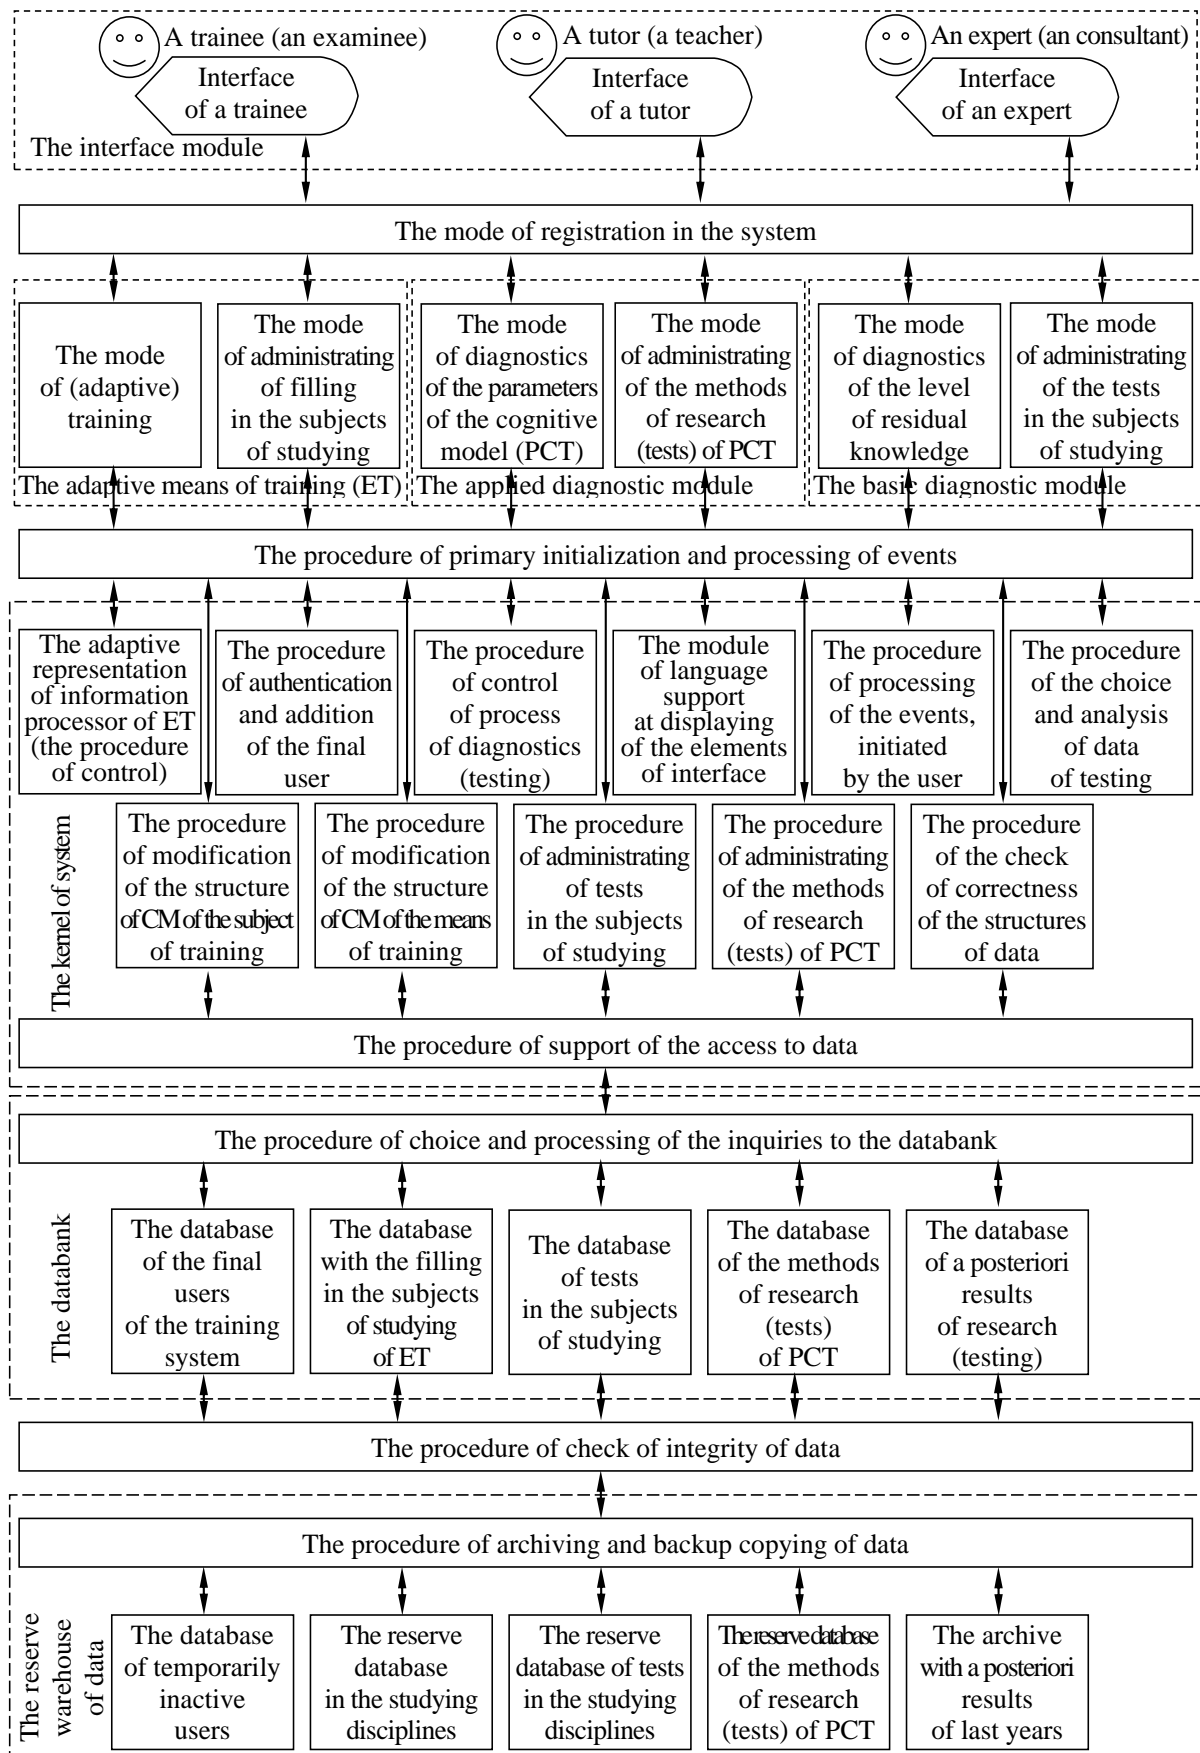 A trainee (an examinee)
Interface
of a trainee
A tutor (a teacher)
Interface
of a tutor
An expert (an consultant)
Interface
of an expert
The interface module
The mode of registration in the system
The mode
of (adaptive)
training
The mode
of administrating
of filling
in the subjects
of studying
The adaptive means of training (ET)
The mode
of diagnostics
of the parameters
of the cognitive
model (PCT)
The mode
of administrating
of the methods
of research
(tests) of PCT
The applied diagnostic module
The mode
of diagnostics
of the level
of residual
knowledge
The mode
of administrating
of the tests
in the subjects
of studying
The basic diagnostic module
The procedure of primary initialization and processing of events
The adaptive
representation
of information
processor of ET
(the procedure
of control)
The procedure
of authentication
and addition
of the final
user
The procedure
of control
of process
of diagnostics
(testing)
The module
of language
support
at displaying
of the elements
of interface
The procedure
of processing
of the events,
initiated
by the user
The procedure
of the choice
and analysis
of data
of testing
The kernel of system
The procedure
of modification
of the structure
of CM of the subject
of training
The procedure
of modification
of the structure
of CM of the means
of training
The procedure
of administrating
of tests
in the subjects
of studying
The procedure
of administrating
of the methods
of research
(tests) of PCT
The procedure
of the check
of correctness
of the structures
of data
The procedure of support of the access to data
The procedure of choice and processing of the inquiries to the databank
The databank
The database
of the final
users
of the training
system
The database
with the filling
in the subjects
of studying
of ET
The database
of tests
in the subjects
of studying
The database
of the methods
of research
(tests)
of PCT
The database
of a posteriori
results
of research
(testing)
The procedure of check of integrity of data
The procedure of archiving and backup copying of data
The reserve
warehouse
of data
The database
of temporarily
inactive
users
The reserve
database
in the studying
disciplines
The reserve
database of tests
in the studying
disciplines
The reserve database
of the methods
of research
(tests) of PCT
The archive
with a posteriori
results
of last years